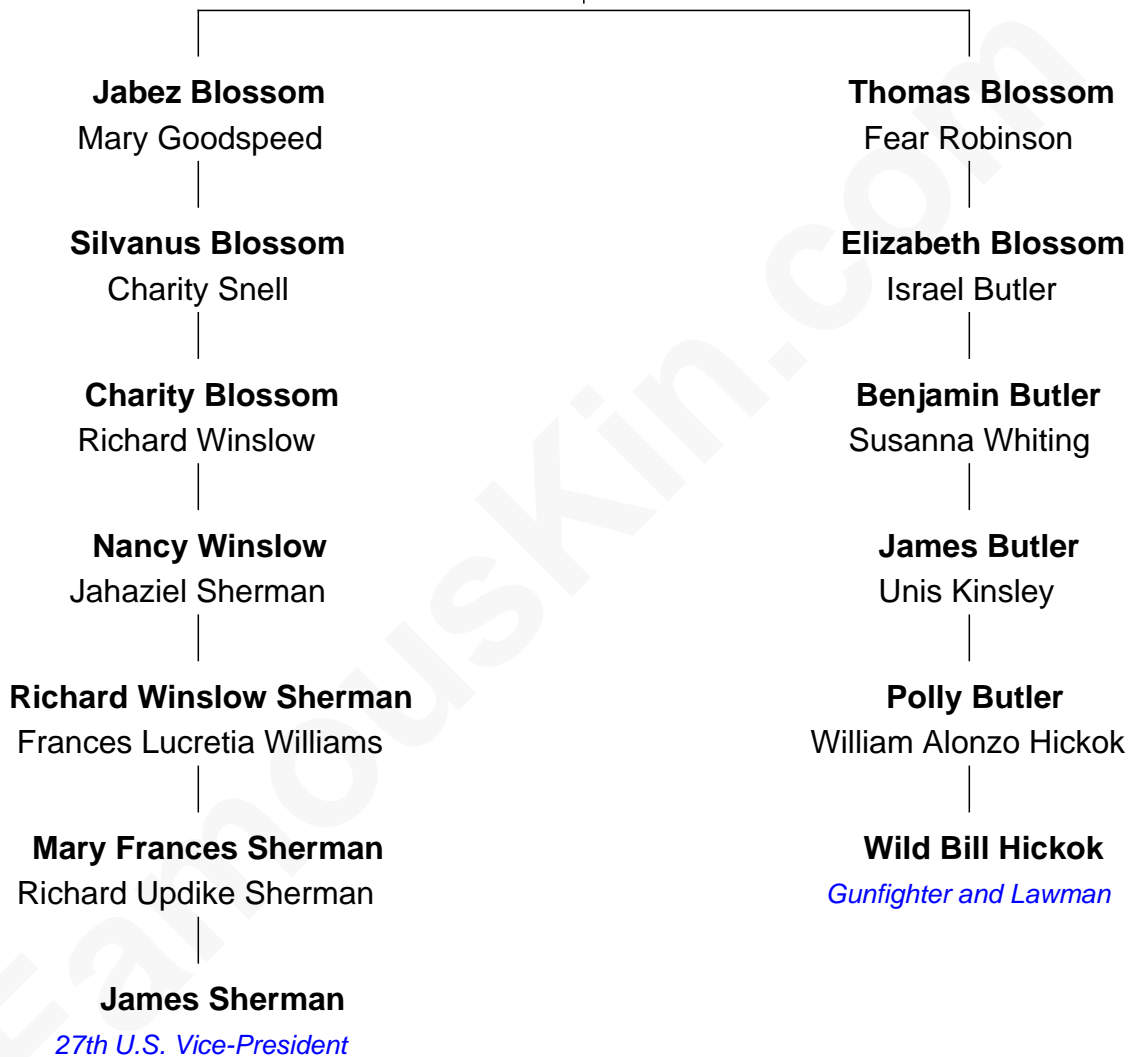 Jabez Blossom
Mary Goodspeed
Thomas Blossom
Fear Robinson
Silvanus Blossom
Charity Snell
Elizabeth Blossom
Israel Butler
Charity Blossom
Richard Winslow
Benjamin Butler
Susanna Whiting
Nancy Winslow
Jahaziel Sherman
James Butler
Unis Kinsley
Richard Winslow Sherman
Frances Lucretia Williams
Polly Butler
William Alonzo Hickok
Mary Frances Sherman
Richard Updike Sherman
Wild Bill Hickok
Gunfighter and Lawman
James Sherman
27th U.S. Vice-President
FamousKin.com